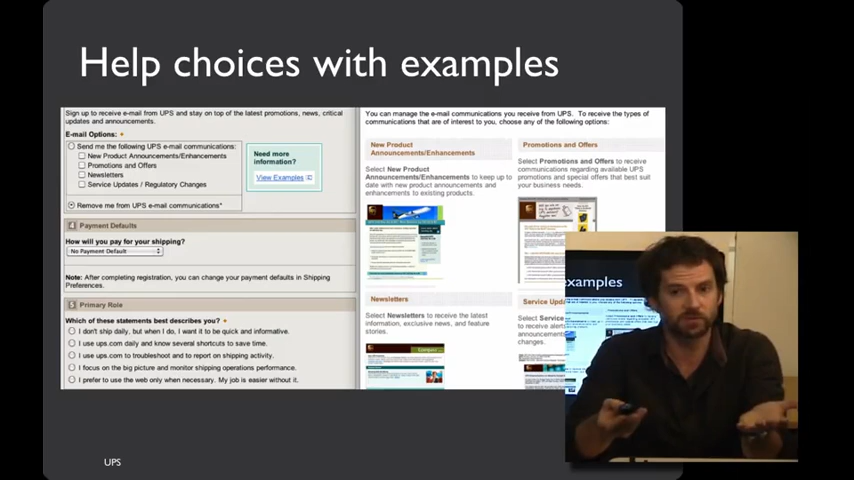 Help choices with examples
Sign up to receive e-mail from UPS and stay on top of the latest promotions, news, critical
updates and announcements.
E-mail Options:
Send me the following UPS e-mail communications:
New Product Announcements/Enhancements
Promotions and Offers
Newsletters
Service Updates / Regulatory Changes
Remove me from UPS e-mail communications*
Need more
information?
View Examples
4 Payment Defaults
How will you pay for your shipping?
No Payment Default
Note: After completing registration, you can change your payment defaults in Shipping
Preferences.
5 Primary Role
Which of these statements best describes you?
I don't ship daily, but when I do, I want it to be quick and informative.
I use ups.com daily and know several shortcuts to save time.
I use ups.com to troubleshoot and to report on shipping activity.
I focus on the big picture and monitor shipping operations performance.
I prefer to use the web only when necessary. My job is easier without it.
You can manage the e-mail communications you receive from UPS. To receive the types of
communications that are of interest to you, choose any of the following options:
New Product
Announcements/Enhancements
Select New Product
Announcements/Enhancements to keep up to
date with new product announcements and
enhancements to existing products.
Promotions and Offers
Select Promotions and Offers to receive
communications regarding available UPS
promotions and special offers that best suit
your business needs.
Newsletters
Select Newsletters to receive the latest
information, exclusive news, and feature
stories.
Service Upda
Select Service
to receive alerts
announcements
changes.
examples
UPS